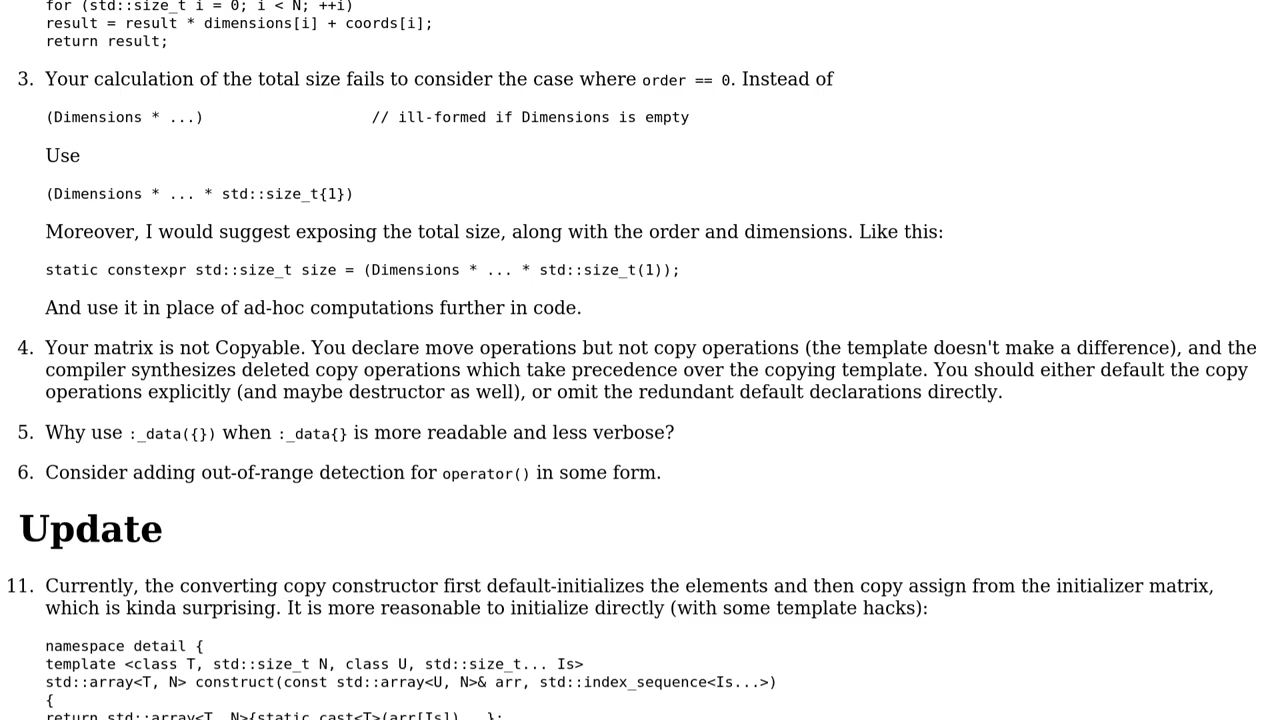 for (std::size_t i = 0; i < N; ++i)
result = result * dimensions[i] + coords[i];
return result;
3. Your calculation of the total size fails to consider the case where order == 0. Instead of
(Dimensions * ...)                   // ill-formed if Dimensions is empty
Use
(Dimensions * ... * std::size_t{1})
Moreover, I would suggest exposing the total size, along with the order and dimensions. Like this:
static constexpr std::size_t size = (Dimensions * ... * std::size_t(1));
And use it in place of ad-hoc computations further in code.
4. Your matrix is not Copyable. You declare move operations but not copy operations (the template doesn't make a difference), and the
compiler synthesizes deleted copy operations which take precedence over the copying template. You should either default the copy
operations explicitly (and maybe destructor as well), or omit the redundant default declarations directly.
5. Why use :_data({}) when :_data{} is more readable and less verbose?
6. Consider adding out-of-range detection for operator() in some form.
Update
11. Currently, the converting copy constructor first default-initializes the elements and then copy assign from the initializer matrix,
which is kinda surprising. It is more reasonable to initialize directly (with some template hacks):
namespace detail {
template <class T, std::size_t N, class U, std::size_t... Is>
std::array<T, N> construct(const std::array<U, N>& arr, std::index_sequence<Is...>)
{
return std::array<T, N>{static_cast<T>(arr[Is])...};